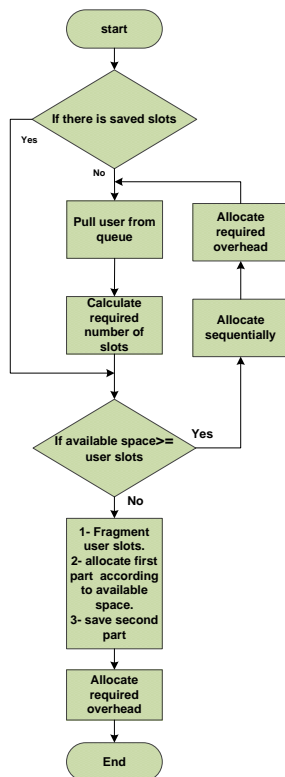 start
If there is saved slots
Yes
No
Pull user from
queue
Allocate
required
overhead
Calculate
required
number of
slots
Allocate
sequentially
If available space>=
user slots
Yes
No
1- Fragment
user slots.
2- allocate first
part according
to available
space.
3- save second
part
Allocate
required
overhead
End